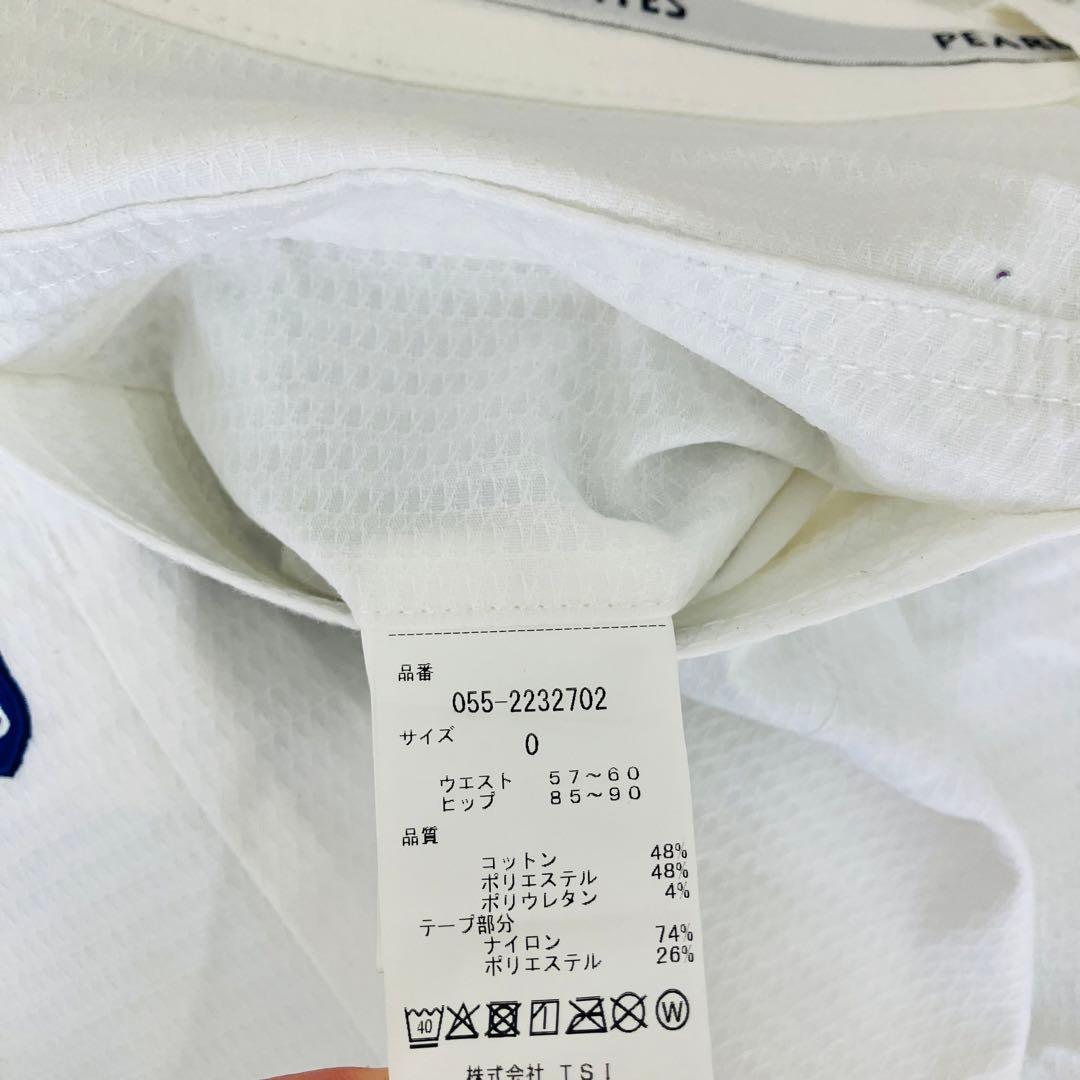 PEAR
品番
055-2232702
サイズ
0
ウエスト 57～60
ヒップ 85～90
品質
コットン 48%
ポリエステル 48%
ポリウレタン 4%
テープ部分
ナイロン 74%
ポリエステル 26%
40
W
株式会社 TSI